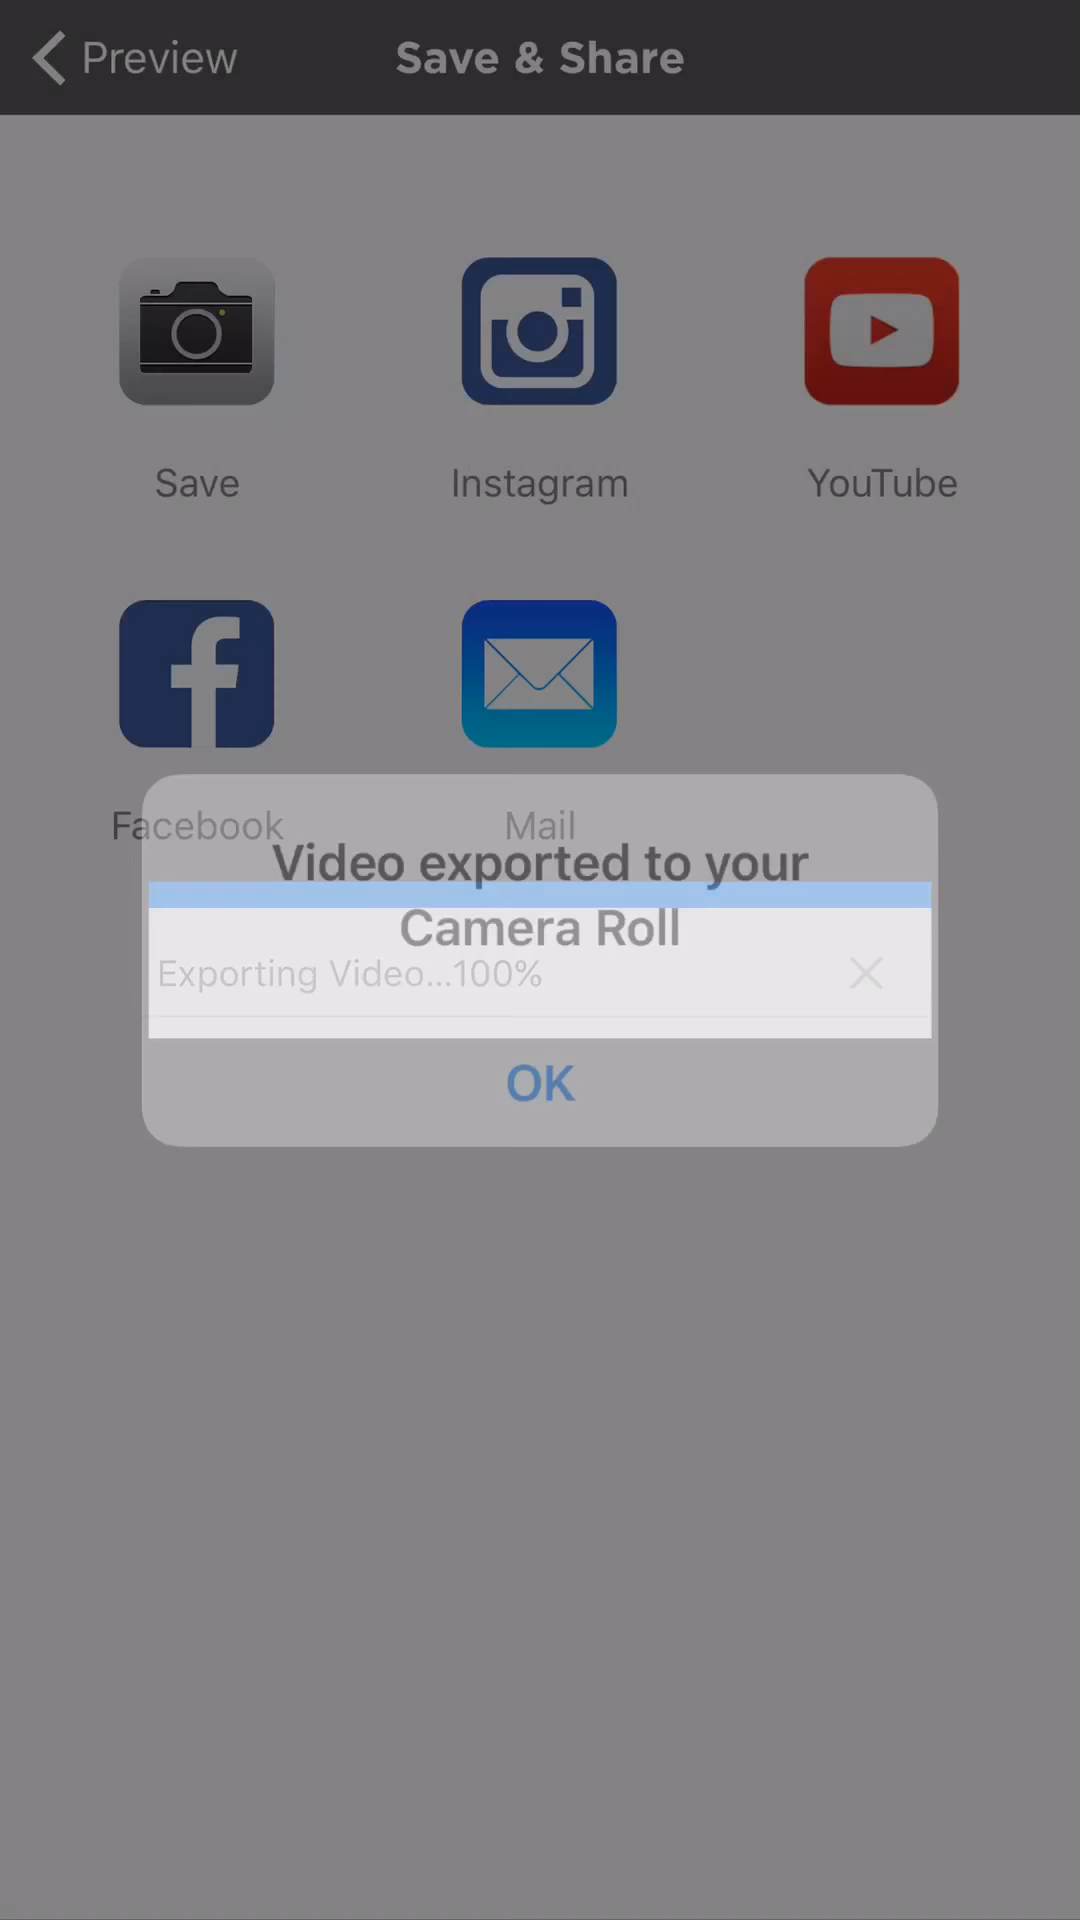 Preview
Save & Share
Save
Instagram
YouTube
Facebook
Mail
Video exported to your
Camera Roll
Exporting Video...100%
OK